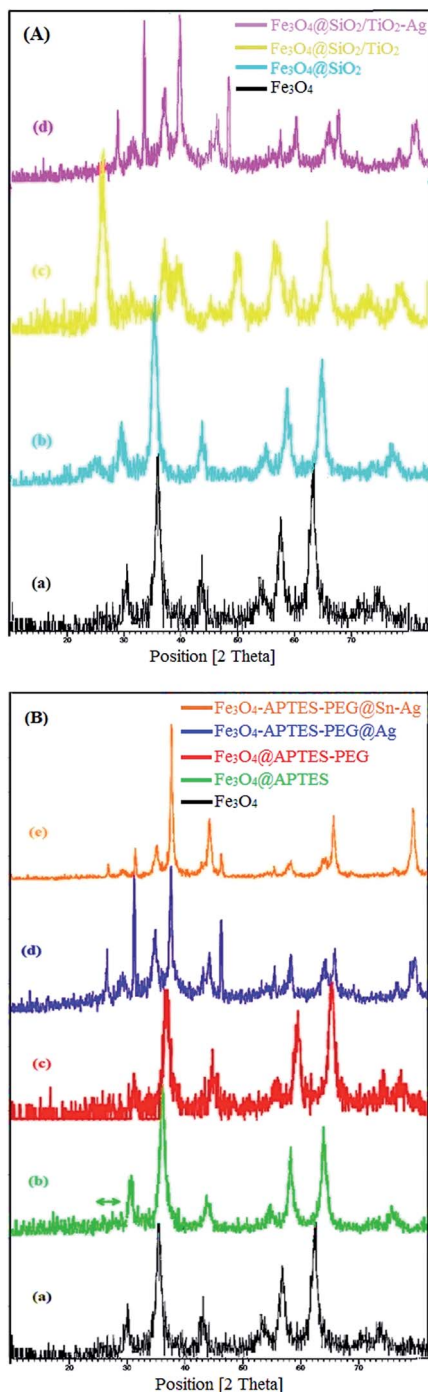 (A)
Fe₃O₄@SiO₂/TiO₂-Ag
Fe₃O₄@SiO₂/TiO₂
Fe₃O₄@SiO₂
Fe₃O₄
(d)
(c)
(b)
(a)
20 30 40 50 60 70
Position [2 Theta]
(B)
Fe₃O₄-APTES-PEG@Sn-Ag
Fe₃O₄-APTES-PEG@Ag
Fe₃O₄@APTES-PEG
Fe₃O₄@APTES
Fe₃O₄
(e)
(d)
(c)
(b)
(a)
20 30 40 50 60 70
Position [2 Theta]